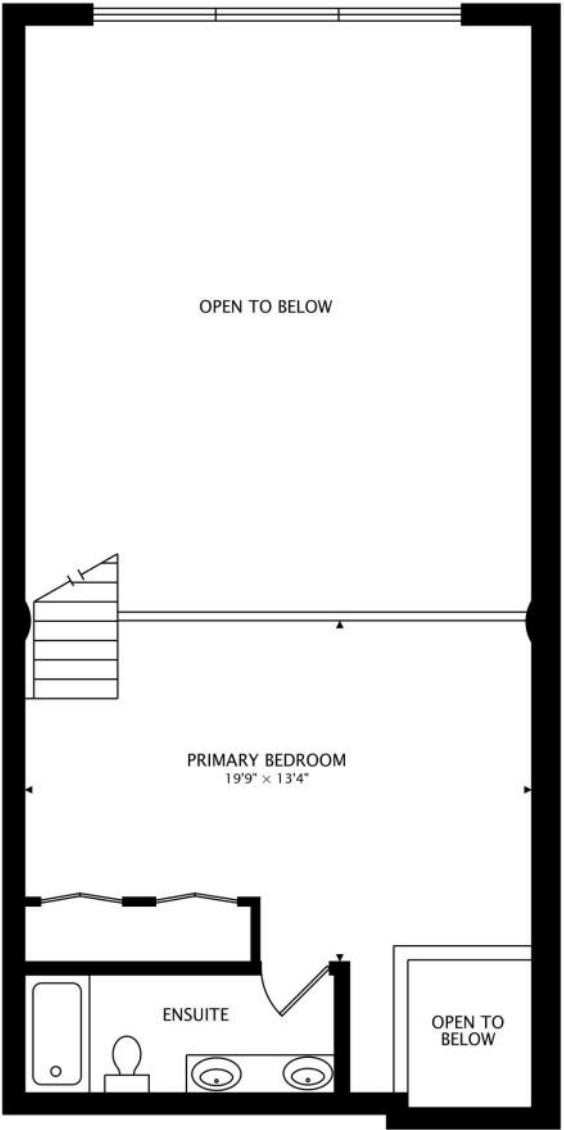 OPEN TO BELOW
PRIMARY BEDROOM
19'9" × 13'4"
ENSUITE
OPEN TO
BELOW